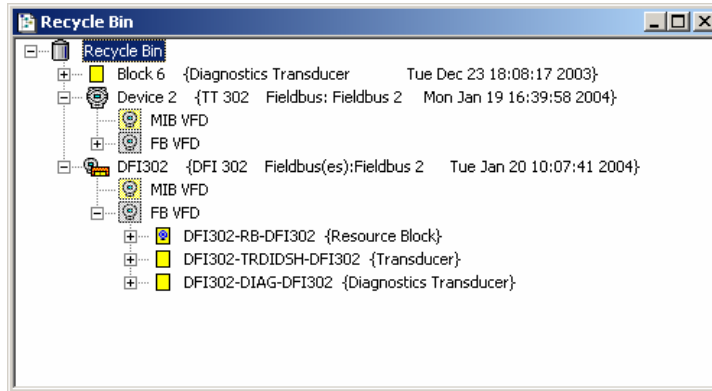 Recycle Bin
Recycle Bin
Block 6 {Diagnostics Transducer Tue Dec 23 18:08:17 2003}
Device 2 {TT 302 Fieldbus: Fieldbus 2 Mon Jan 19 16:39:58 2004}
MIB VFD
FB VFD
DFI302 {DFI 302 Fieldbus(es):Fieldbus 2 Tue Jan 20 10:07:41 2004}
MIB VFD
FB VFD
DFI302-RB-DFI302 {Resource Block}
DFI302-TRDIDSH-DFI302 {Transducer}
DFI302-DIAG-DFI302 {Diagnostics Transducer}